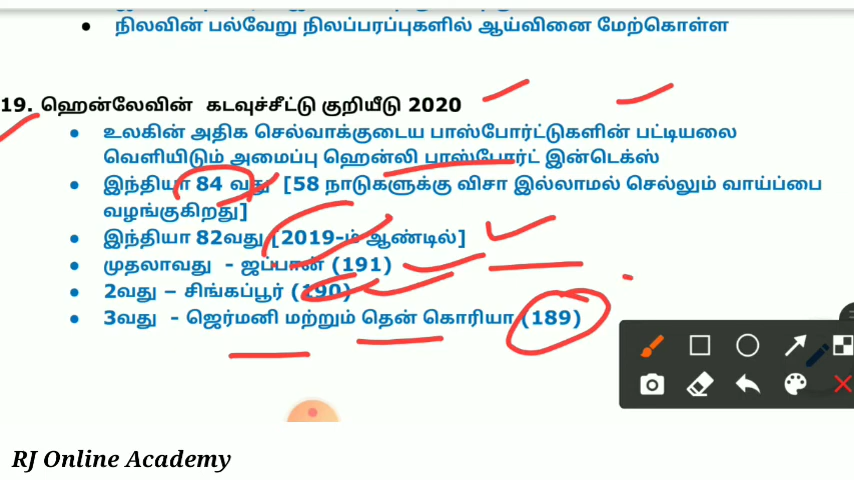 நிலவின் பல்வேறு நிலப்பரப்புகளில் ஆய்வினை மேற்கொள்ள
19. ஹென்லேவின் கடவுச்சீட்டு குறியீடு 2020
உலகின் அதிக செல்வாக்குடைய பாஸ்போர்ட்டுகளின் பட்டியலை
வெளியிடும் அமைப்பு ஹென்லி பாஸ்போர்ட் இன்டெக்ஸ்
இந்தியா 84 வது [58 நாடுகளுக்கு விசா இல்லாமல் செல்லும் வாய்ப்பை
வழங்குகிறது]
இந்தியா 82வது [2019-ம் ஆண்டில்]
முதலாவது - ஜப்பான் (191)
2வது – சிங்கப்பூர் (190)
3வது - ஜெர்மனி மற்றும் தென் கொரியா (189)
RJ Online Academy